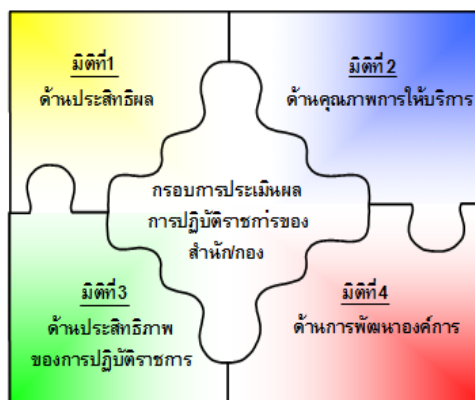 มิติที่1
ด้านประสิทธิผล
มิติที่2
ด้านคุณภาพการให้บริการ
กรอบการประเมินผล
การปฏิบัติราชการของ
สำนัก/กอง
มิติที่3
ด้านประสิทธิภาพ
ของการปฏิบัติราชการ
มิติที่4
ด้านการพัฒนาองค์การ